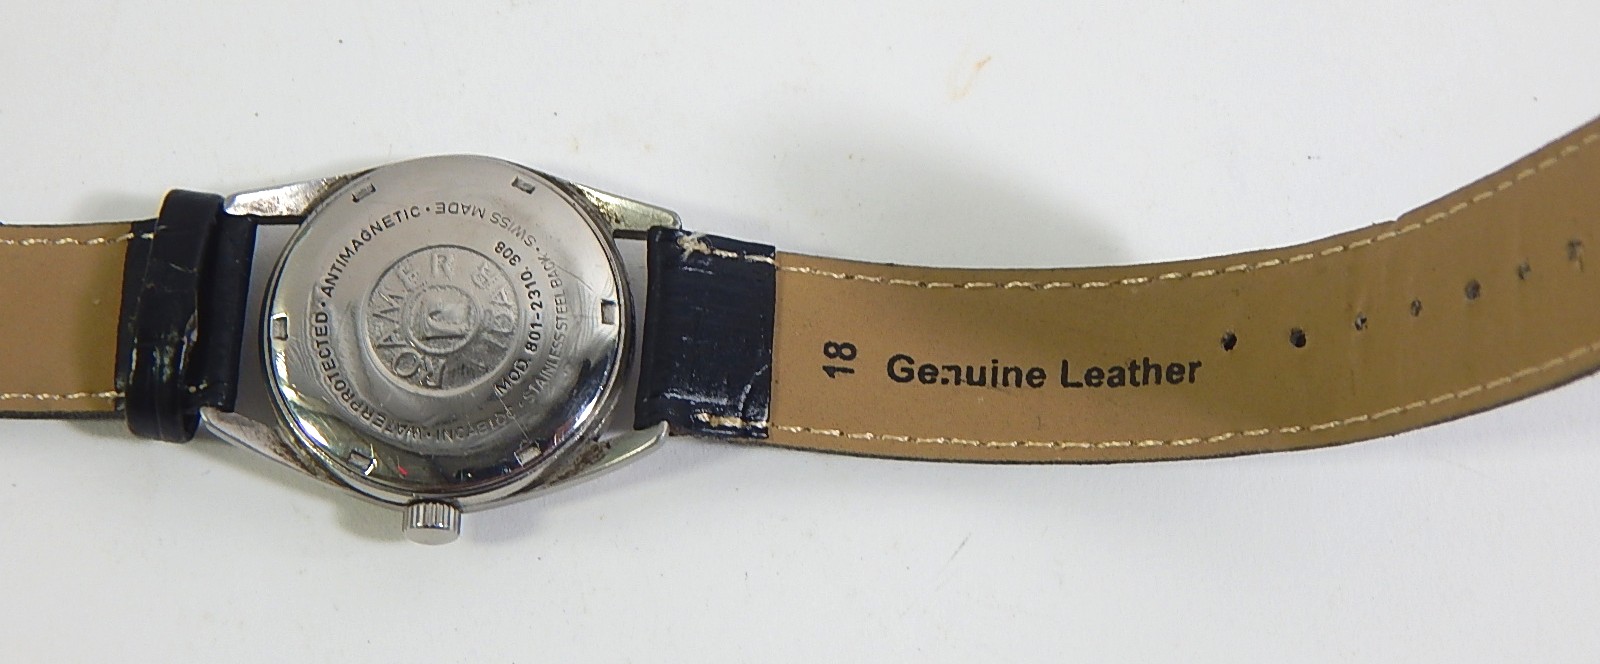 ROAMER
MOD. 801-2310. 308
WATERPROTECTED • ANTIMAGNETIC • SWISS MADE • STAINLESS STEEL BACK •
18
Genuine Leather